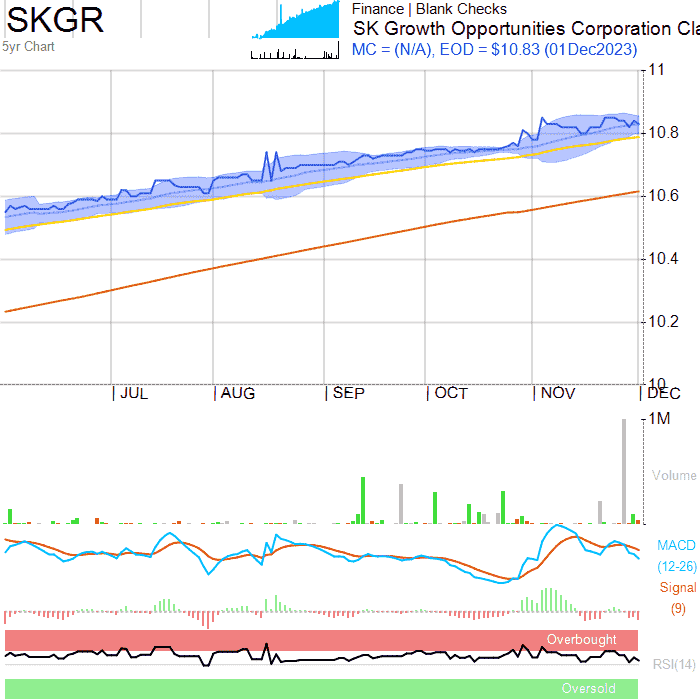 SKGR
5yr Chart
Finance | Blank Checks
SK Growth Opportunities Corporation Cla
MC = (N/A), EOD = $10.83 (01Dec2023)
11
10.8
10.6
10.4
10.2
10
JUL AUG SEP OCT NOV DEC
1M
Volume
MACD
(12-26)
Signal
(9)
Overbought
RSI(14)
Oversold